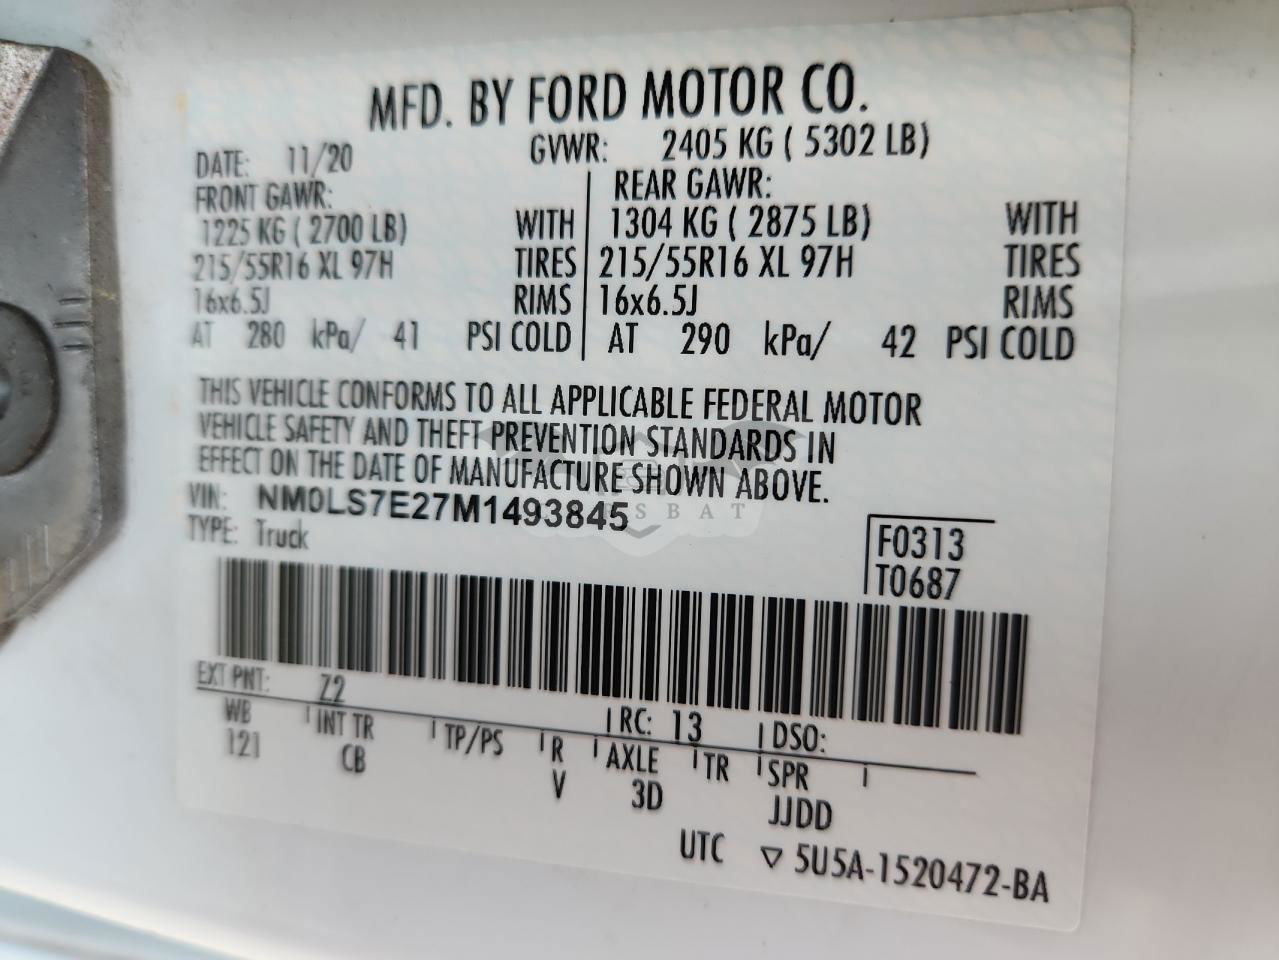 MFD. BY FORD MOTOR CO.
DATE: 11/20 GVWR: 2405 KG ( 5302 LB)
FRONT GAWR: REAR GAWR:
1225 KG ( 2700 LB) WITH 1304 KG ( 2875 LB) WITH
215/55R16 XL 97H TIRES 215/55R16 XL 97H TIRES
16x6.5J RIMS 16x6.5J RIMS
AT 280 kPa/ 41 PSI COLD AT 290 kPa/ 42 PSI COLD
THIS VEHICLE CONFORMS TO ALL APPLICABLE FEDERAL MOTOR
VEHICLE SAFETY AND THEFT PREVENTION STANDARDS IN
EFFECT ON THE DATE OF MANUFACTURE SHOWN ABOVE.
VIN: NM0LS7E27M1493845
TYPE: Truck
F0313
T0687
EXT PNT: Z2 RC: 13 DSO:
WB INT TR TP/PS R AXLE TR SPR
121 CB V 3D JJDD
UTC ▽ 5U5A-1520472-BA